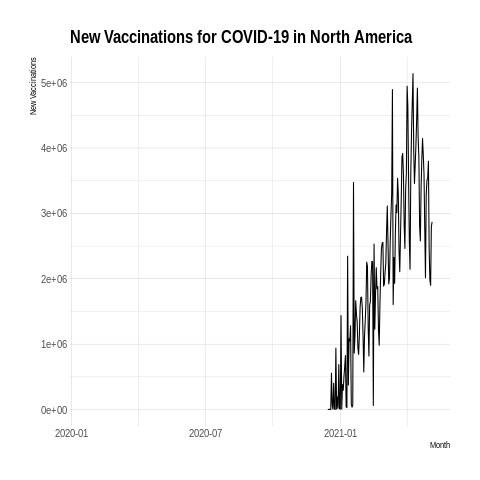 New Vaccinations for COVID-19 in North America
New Vaccinations
5e+06
4e+06
3e+06
2e+06
1e+06
0e+00
2020-01
2020-07
2021-01
Month